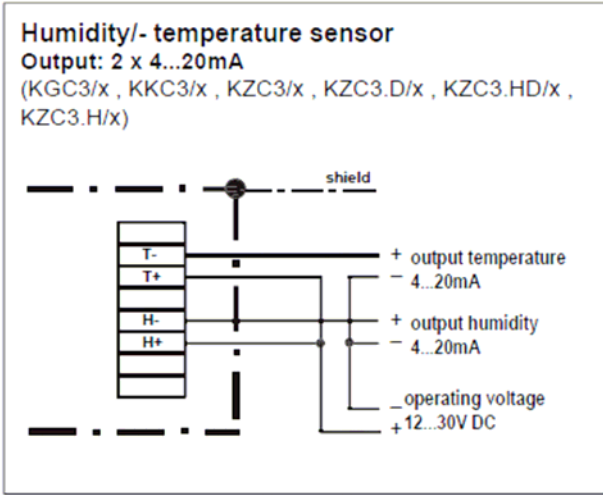 Humidity/- temperature sensor
Output: 2 x 4...20mA
(KGC3/x , KKC3/x , KZC3/x , KZC3.D/x , KZC3.HD/x ,
KZC3.H/x)
shield
T-
+ output temperature
T+
− 4...20mA
H-
+ output humidity
H+
− 4...20mA
− operating voltage
+ 12...30V DC